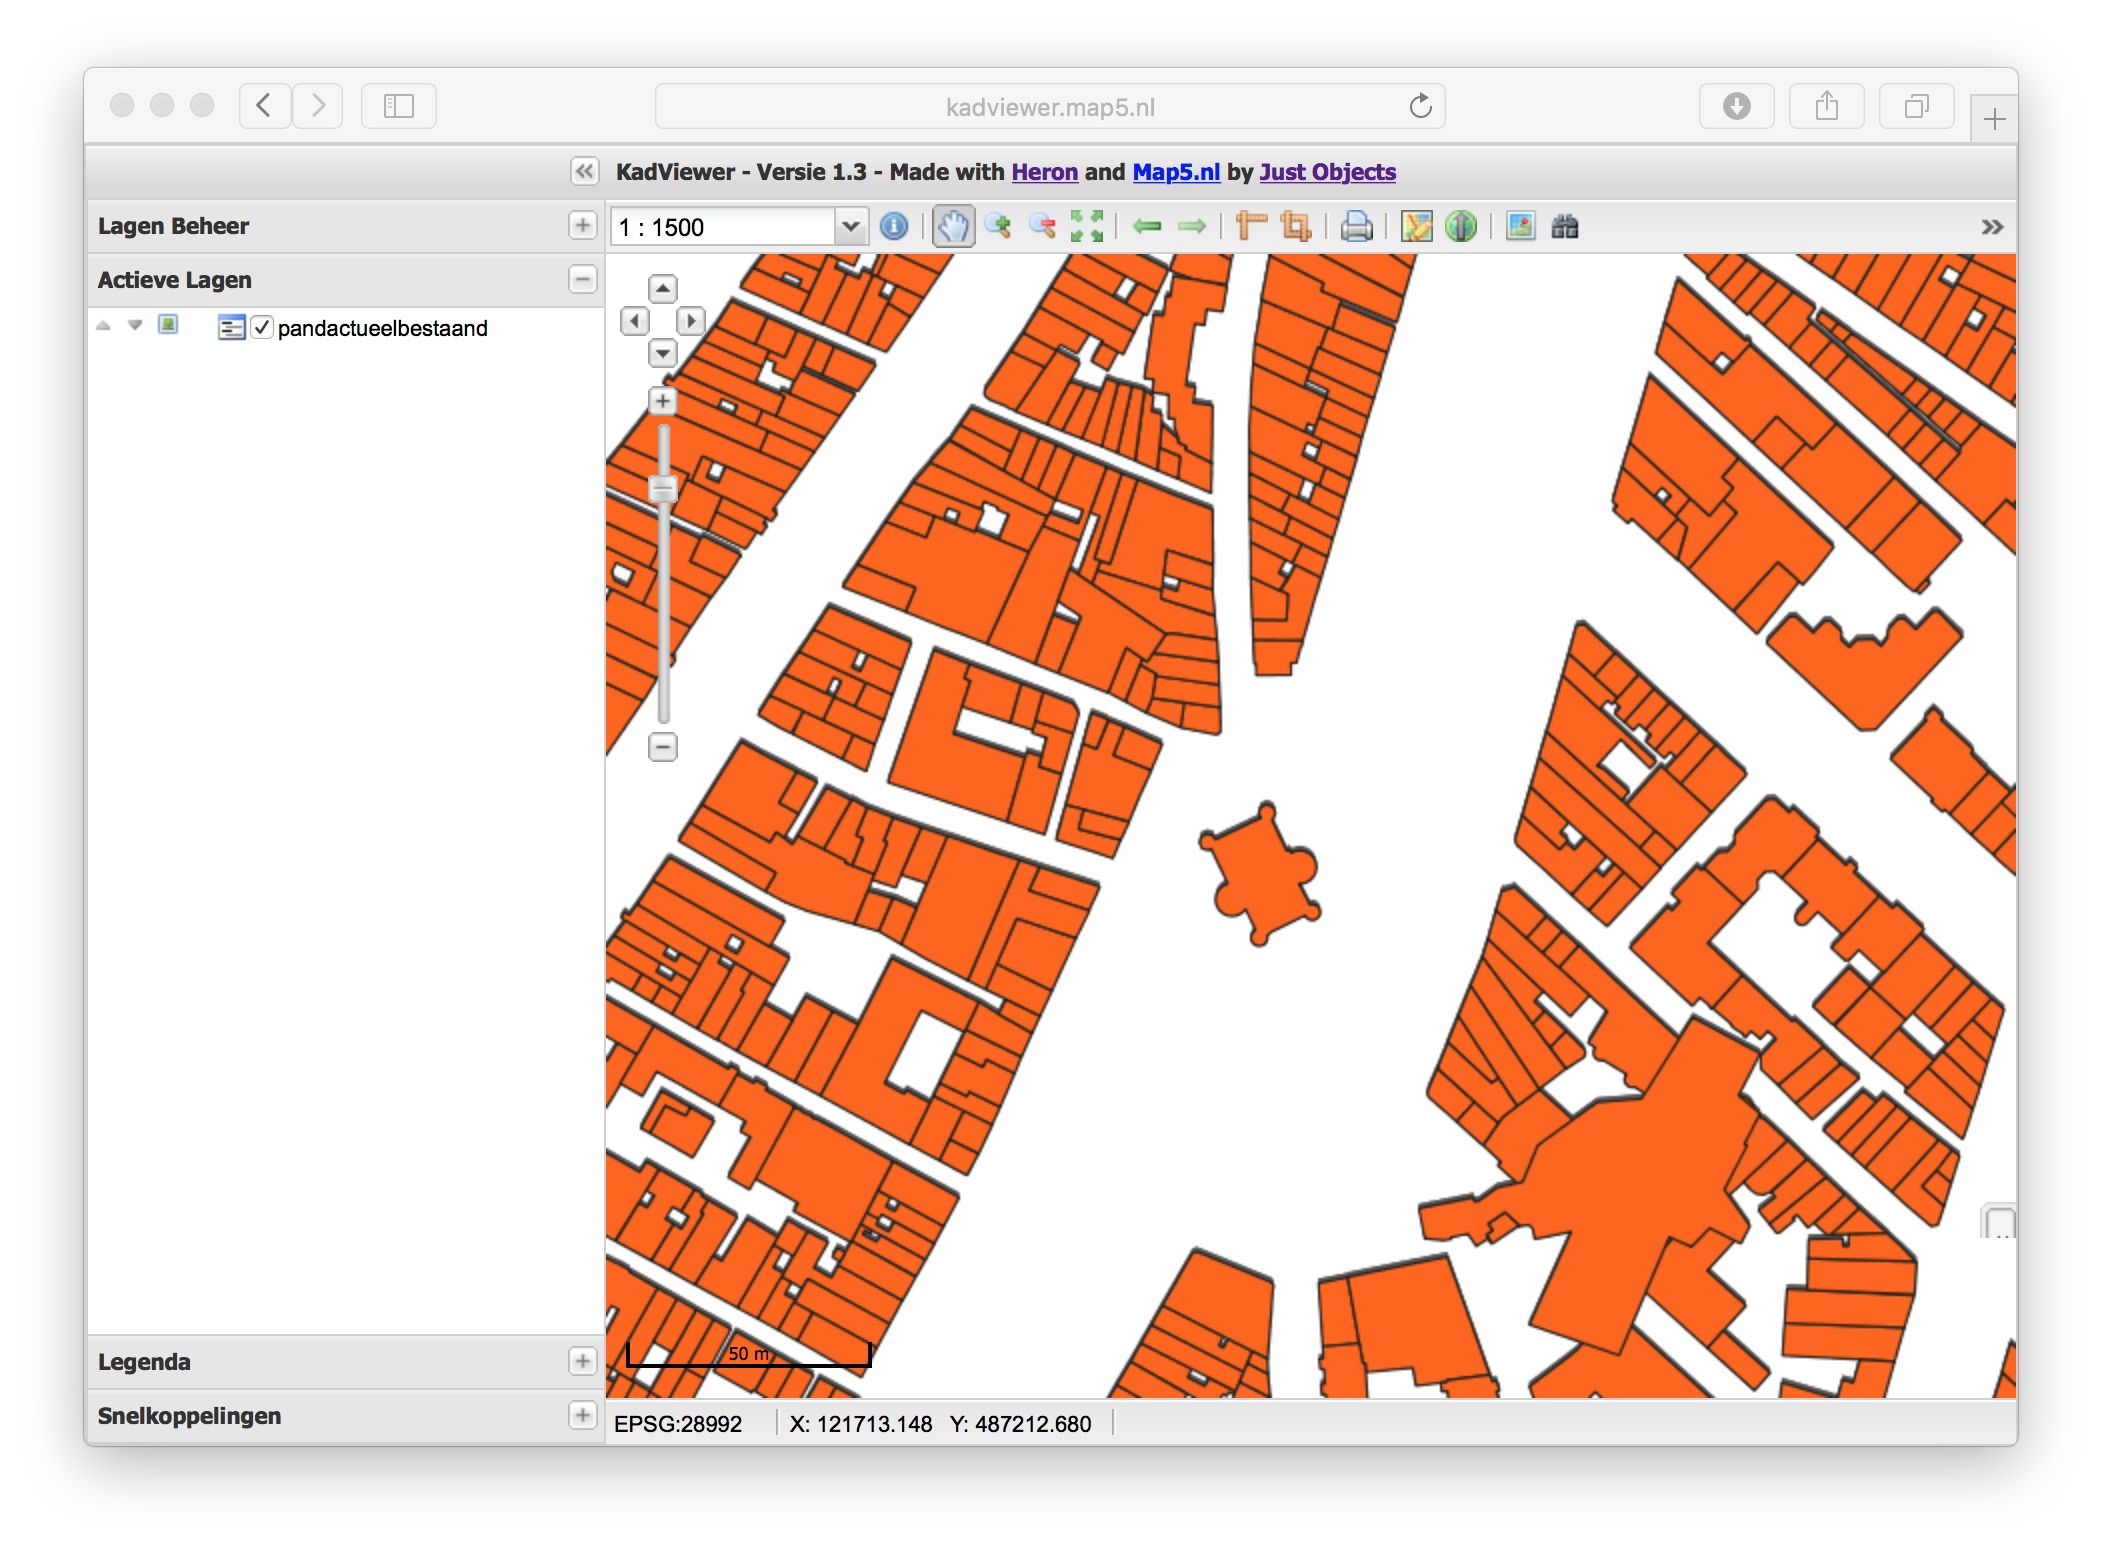 kadviewer.map5.nl
KadViewer - Versie 1.3 - Made with Heron and Map5.nl by Just Objects
Lagen Beheer
1 : 1500
Actieve Lagen
pandactueelbestaand
50 m
Legenda
Snelkoppelingen
EPSG:28992 X: 121713.148 Y: 487212.680